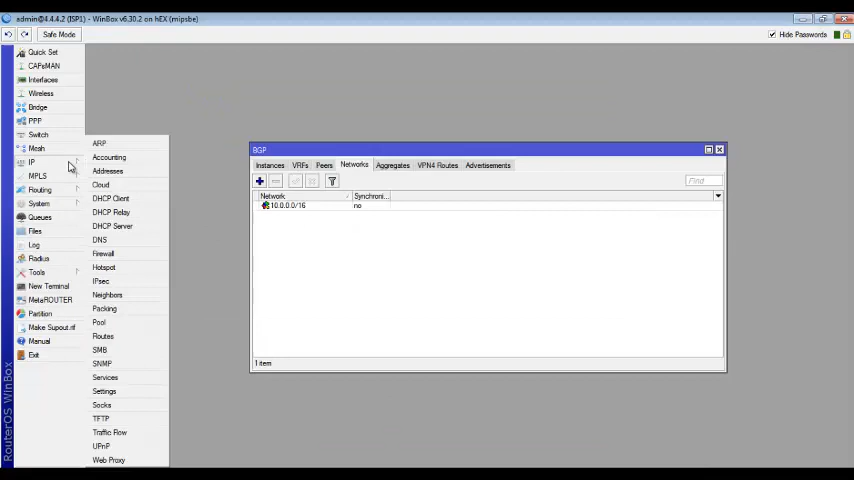 admin@4.4.4.2 (ISP1) - WinBox v6.30.2 on hEX (mipsbe)
Safe Mode
Hide Passwords
Quick Set
CAPsMAN
Interfaces
Wireless
Bridge
PPP
Switch
Mesh
IP
MPLS
Routing
System
Queues
Files
Log
Radius
Tools
New Terminal
MetaROUTER
Partition
Make Supout.rif
Manual
Exit
RouterOS WinBox
ARP
Accounting
Addresses
Cloud
DHCP Client
DHCP Relay
DHCP Server
DNS
Firewall
Hotspot
IPsec
Neighbors
Packing
Pool
Routes
SMB
SNMP
Services
Settings
Socks
TFTP
Traffic Flow
UPnP
Web Proxy
BGP
Instances VRFs Peers Networks Aggregates VPN4 Routes Advertisements
Find
Network Synchroni...
10.0.0.0/16 no
1 item